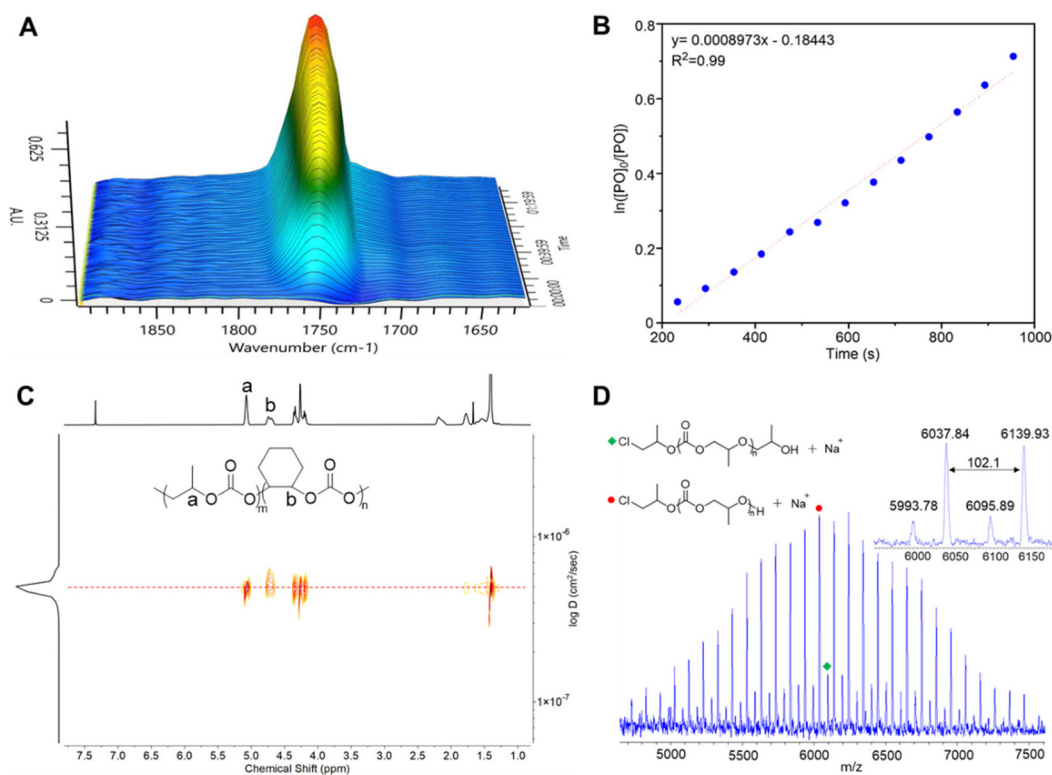 A
0.625
0.3125
0
A.U.
1850
1800
1750
1700
1650
Wavenumber (cm-1)
00:00:00
Time
B
y= 0.0008973x - 0.18443
R²=0.99
0.8
0.6
0.4
0.2
0.0
200
400
600
800
1000
ln([PO]₀/[PO])
Time (s)
C
a
b
a
O
O
O
m
b
O
O
O
n
1×10⁻⁶
1×10⁻⁷
log D (cm²/sec)
7.5
7.0
6.5
6.0
5.5
5.0
4.5
4.0
3.5
3.0
2.5
2.0
1.5
1.0
Chemical Shift (ppm)
D
Cl
O
O
O
O
n
OH
+ Na⁺
Cl
O
O
O
O
n
H
+ Na⁺
6037.84
6139.93
102.1
5993.78
6095.89
6000
6050
6100
6150
5000
5500
6000
6500
7000
7500
m/z